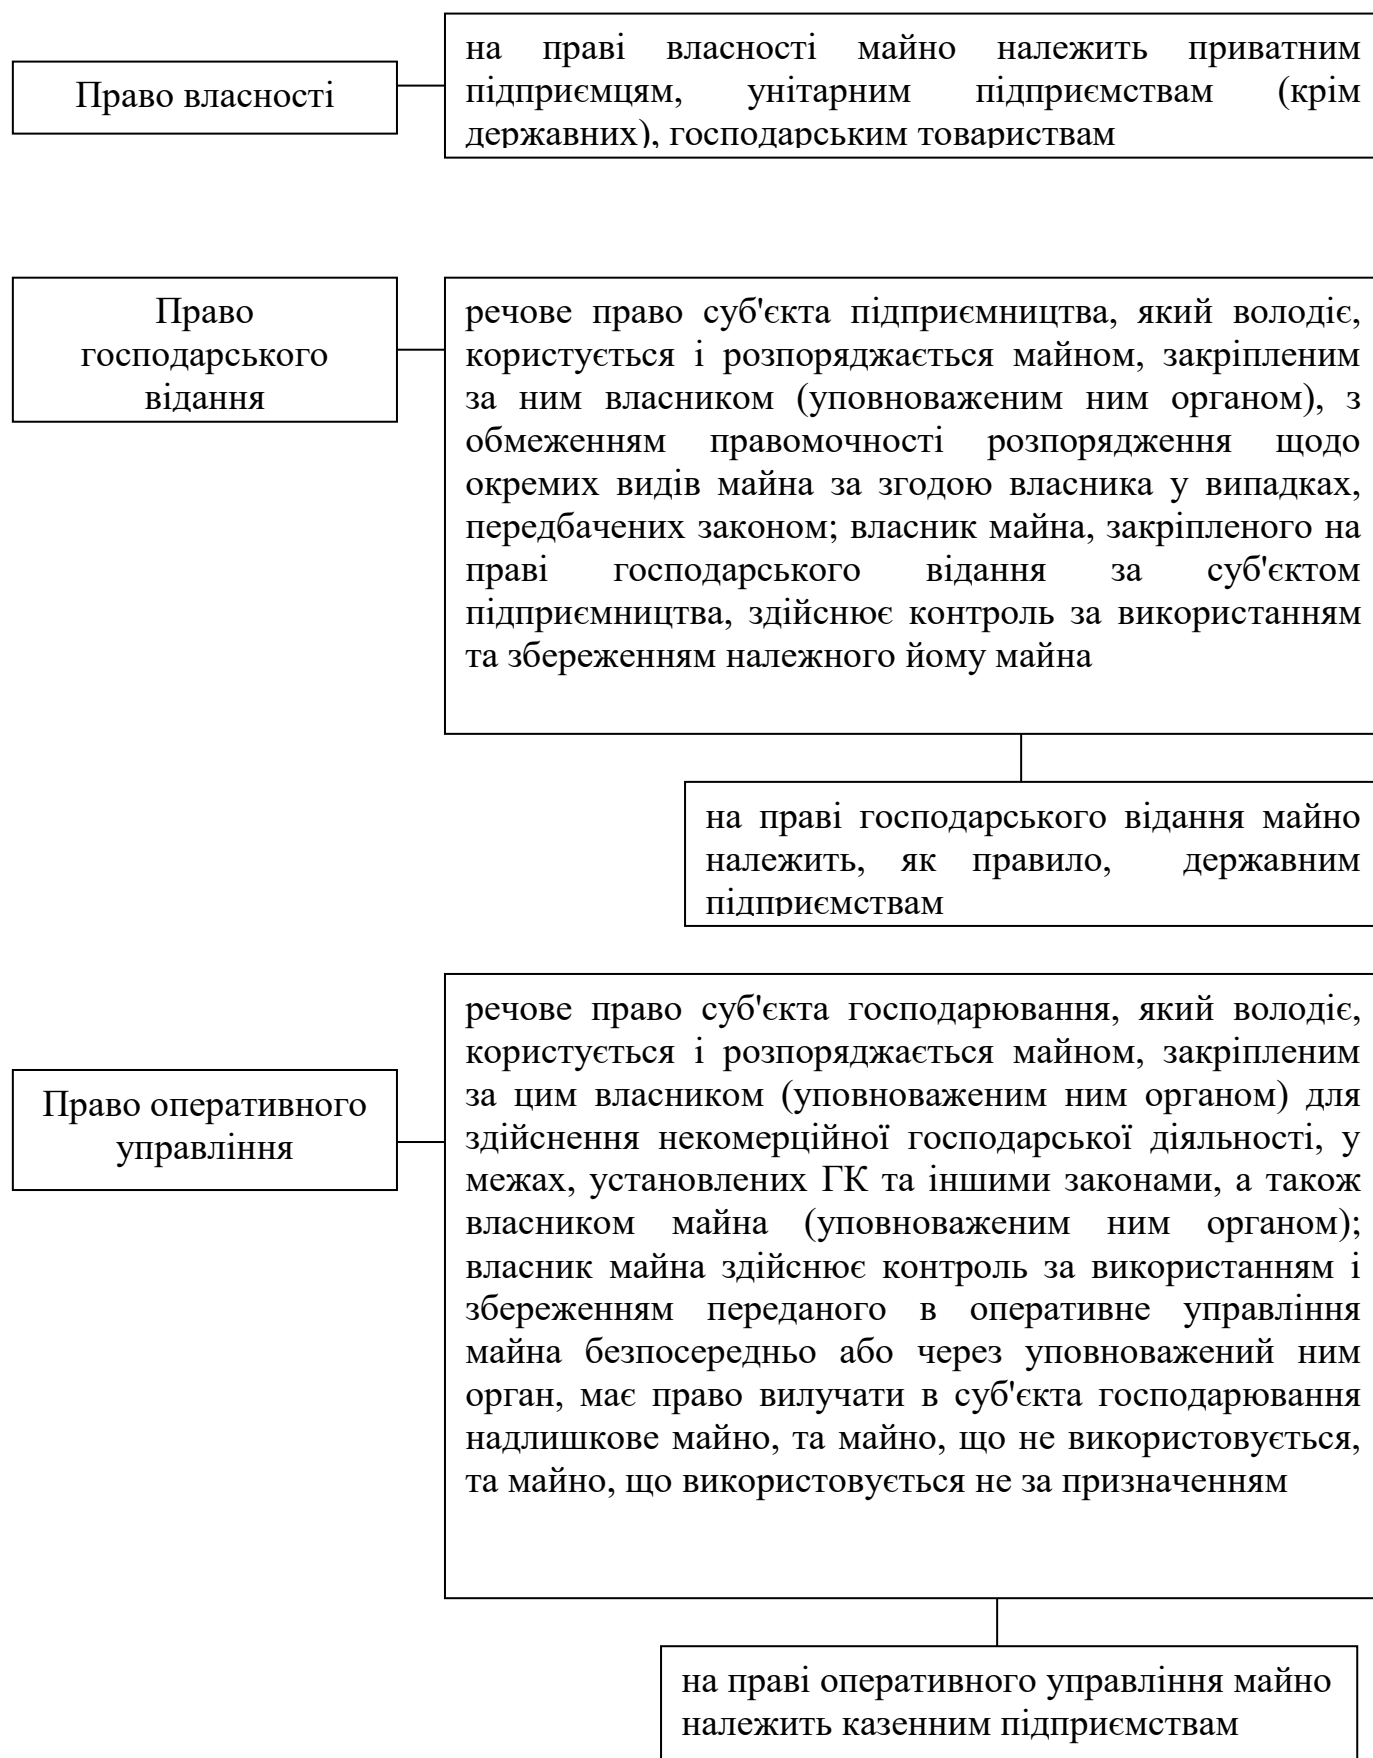 Право власності
на праві власності майно належить приватним
підприємцям, унітарним підприємствам (крім
державних), господарським товариствам
Право
господарського
відання
речове право суб'єкта підприємництва, який володіє,
користується і розпоряджається майном, закріпленим
за ним власником (уповноваженим ним органом), з
обмеженням правомочності розпорядження щодо
окремих видів майна за згодою власника у випадках,
передбачених законом; власник майна, закріпленого на
праві господарського відання за суб'єктом
підприємництва, здійснює контроль за використанням
та збереженням належного йому майна
на праві господарського відання майно
належить, як правило, державним
підприємствам
Право оперативного
управління
речове право суб'єкта господарювання, який володіє,
користується і розпоряджається майном, закріпленим
за цим власником (уповноваженим ним органом) для
здійснення некомерційної господарської діяльності, у
межах, установлених ГК та іншими законами, а також
власником майна (уповноваженим ним органом);
власник майна здійснює контроль за використанням і
збереженням переданого в оперативне управління
майна безпосередньо або через уповноважений ним
орган, має право вилучати в суб'єкта господарювання
надлишкове майно, та майно, що не використовується,
та майно, що використовується не за призначенням
на праві оперативного управління майно
належить казенним підприємствам